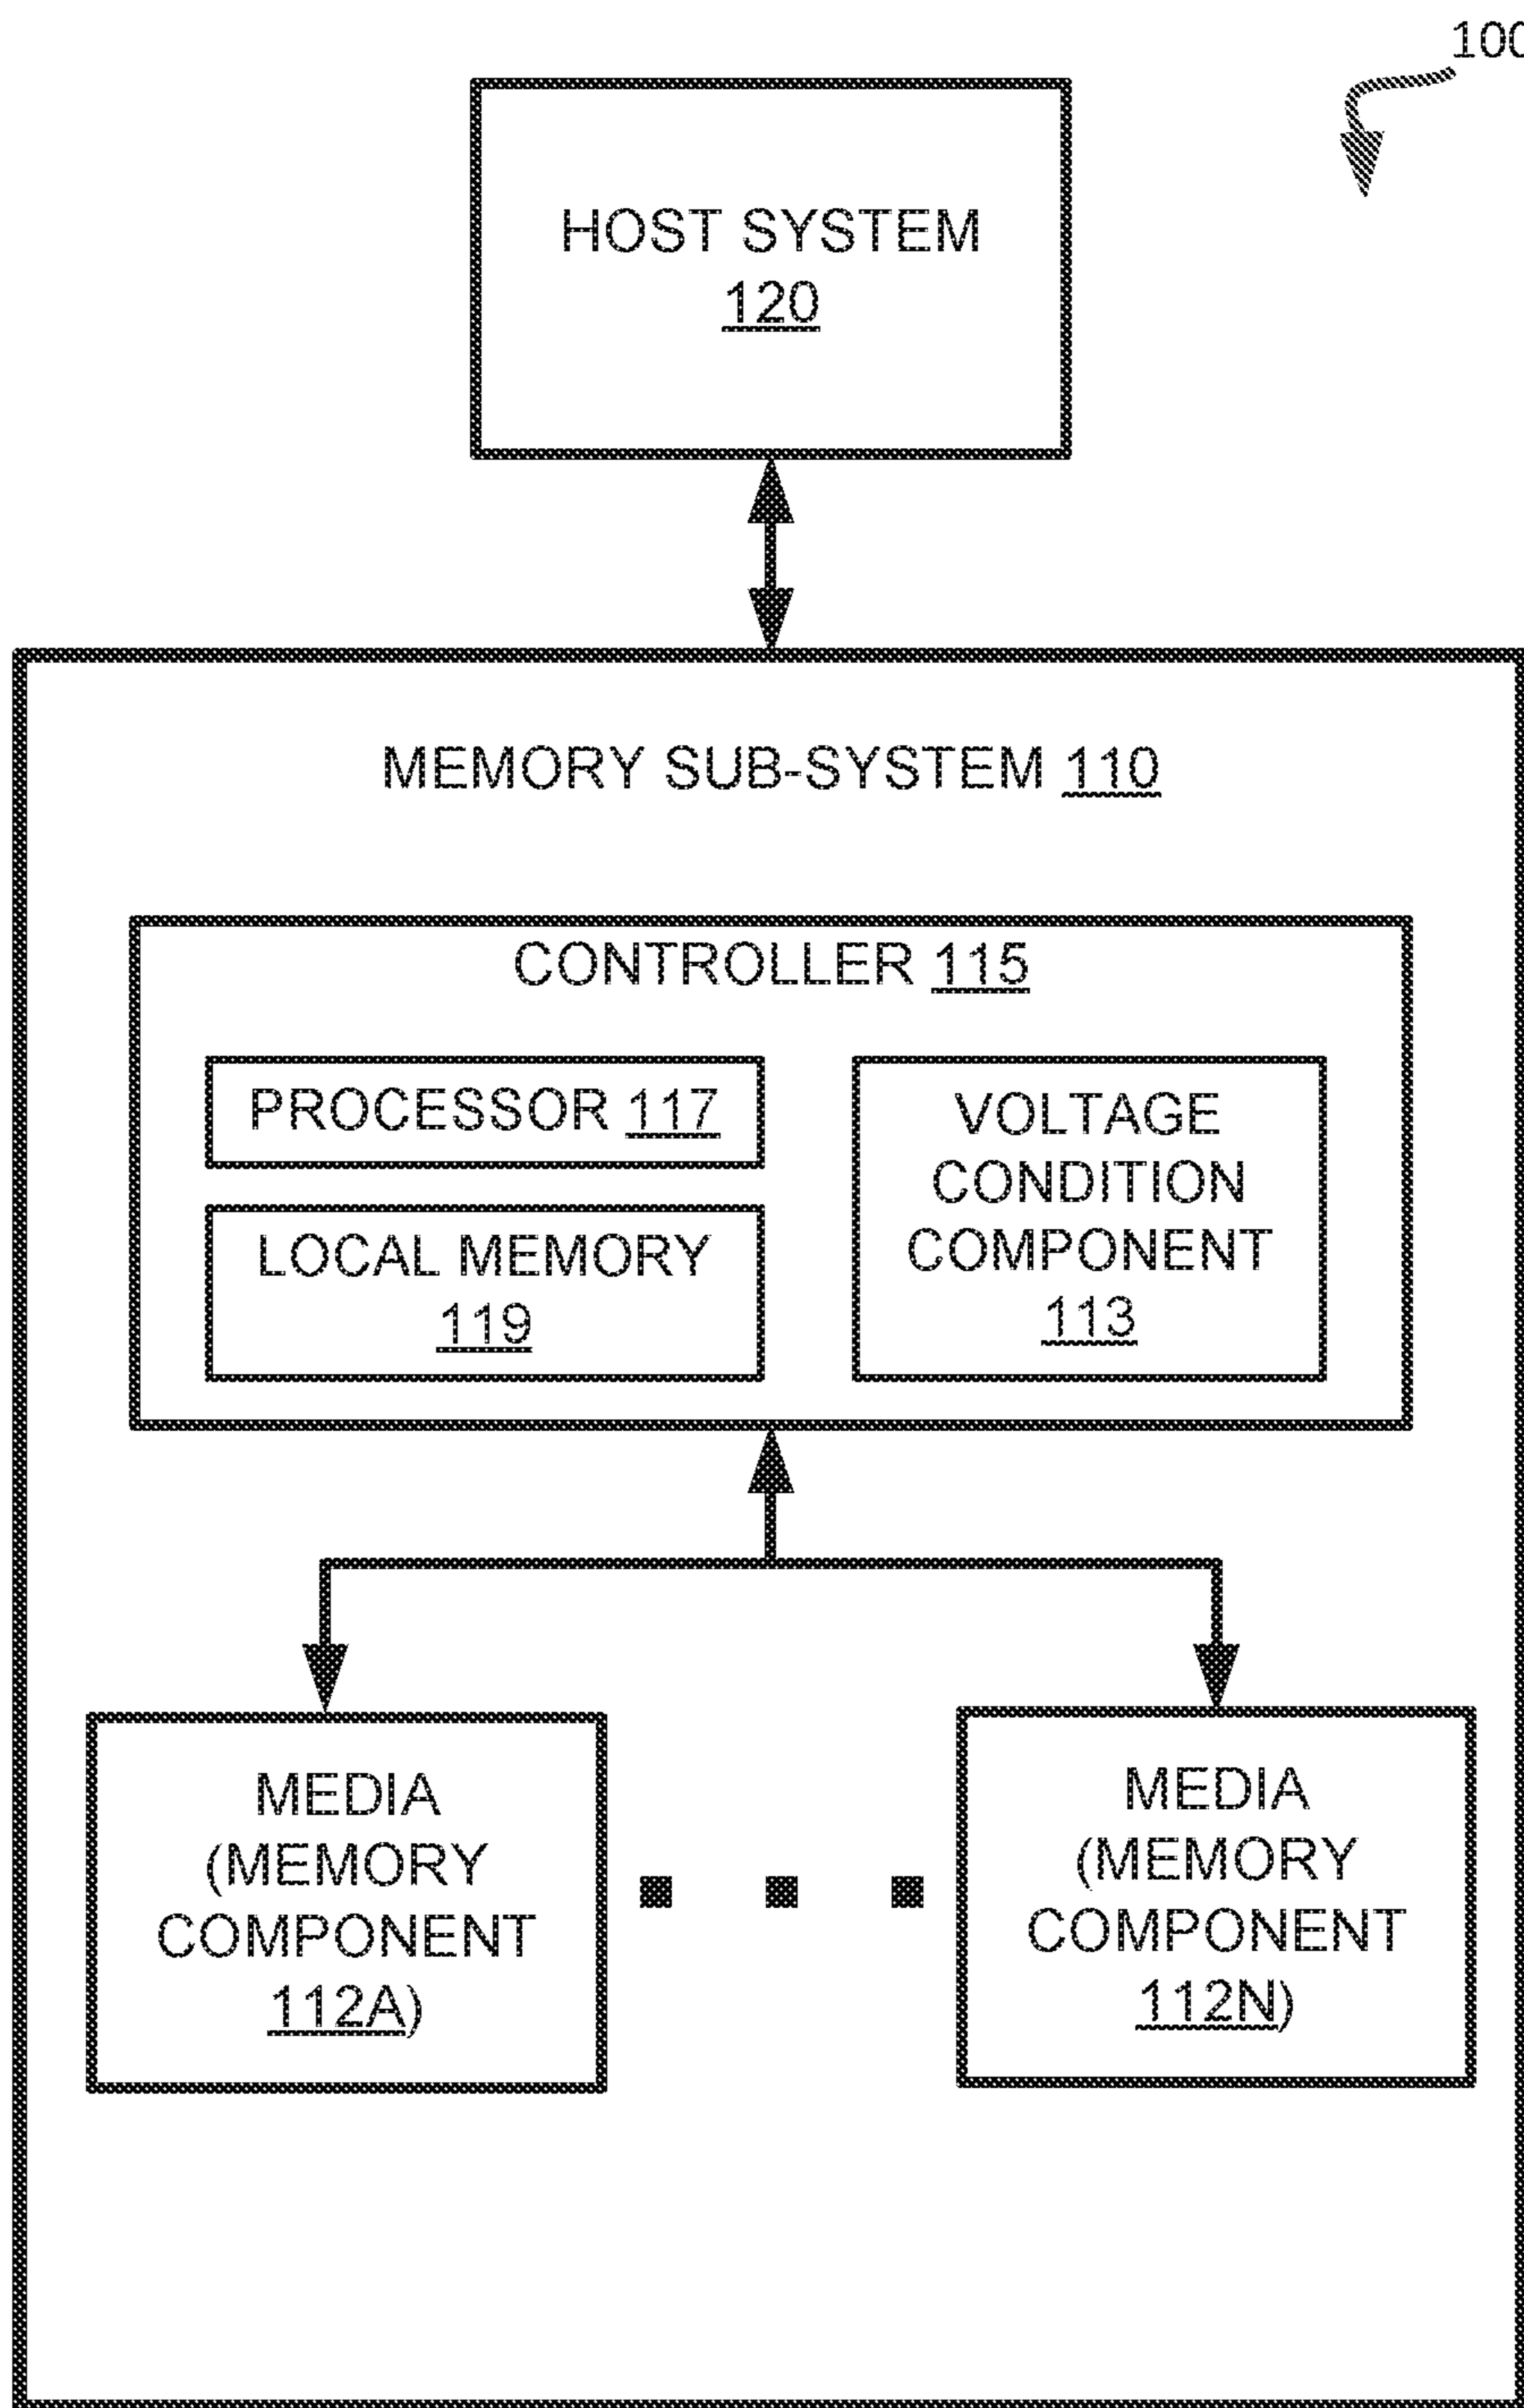 100
HOST SYSTEM
120
MEMORY SUB-SYSTEM 110
CONTROLLER 115
PROCESSOR 117
LOCAL MEMORY
119
VOLTAGE
CONDITION
COMPONENT
113
MEDIA
(MEMORY
COMPONENT
112A)
MEDIA
(MEMORY
COMPONENT
112N)